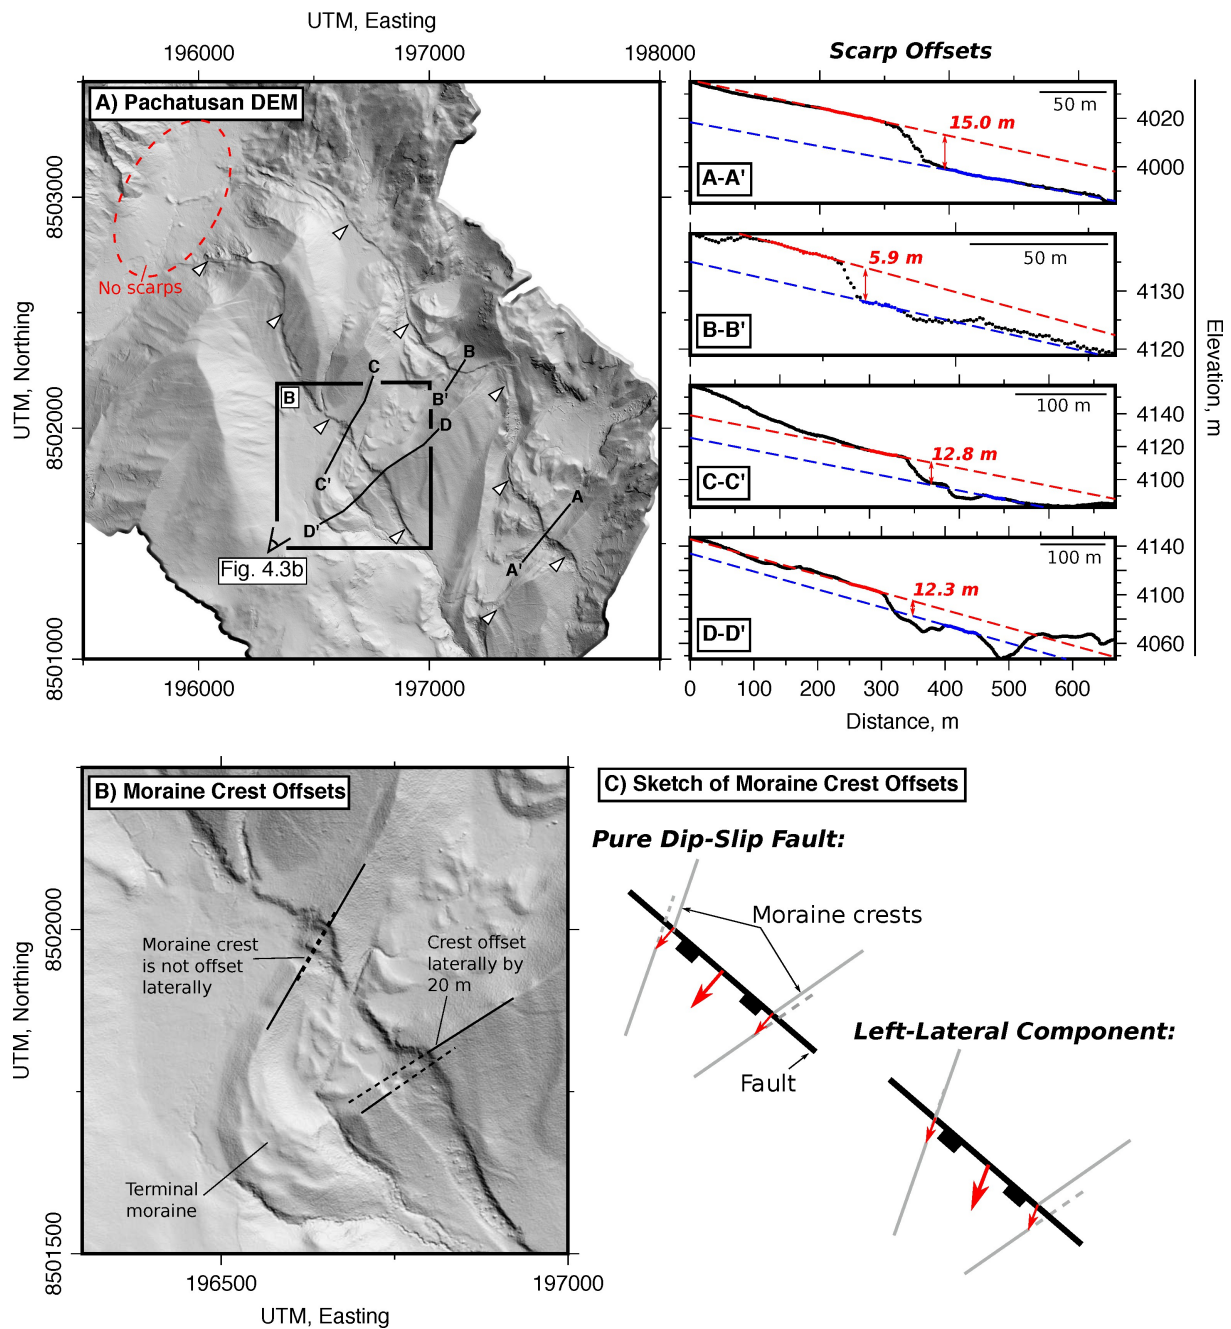 UTM, Easting
196000
197000
198000
Scarp Offsets
A) Pachatusan DEM
No scarps
8503000
8502000
8501000
UTM, Northing
B
C
C'
B
B'
D
D'
A
A'
Fig. 4.3b
196000
197000
50 m
15.0 m
A-A'
4020
4000
5.9 m
50 m
B-B'
4130
4120
100 m
12.8 m
C-C'
4140
4120
4100
100 m
12.3 m
D-D'
4140
4100
4060
Elevation, m
0
100
200
300
400
500
600
Distance, m
B) Moraine Crest Offsets
Moraine crest
is not offset
laterally
Crest offset
laterally by
20 m
Terminal
moraine
8502000
8501500
UTM, Northing
196500
197000
UTM, Easting
C) Sketch of Moraine Crest Offsets
Pure Dip-Slip Fault:
Moraine crests
Fault
Left-Lateral Component: